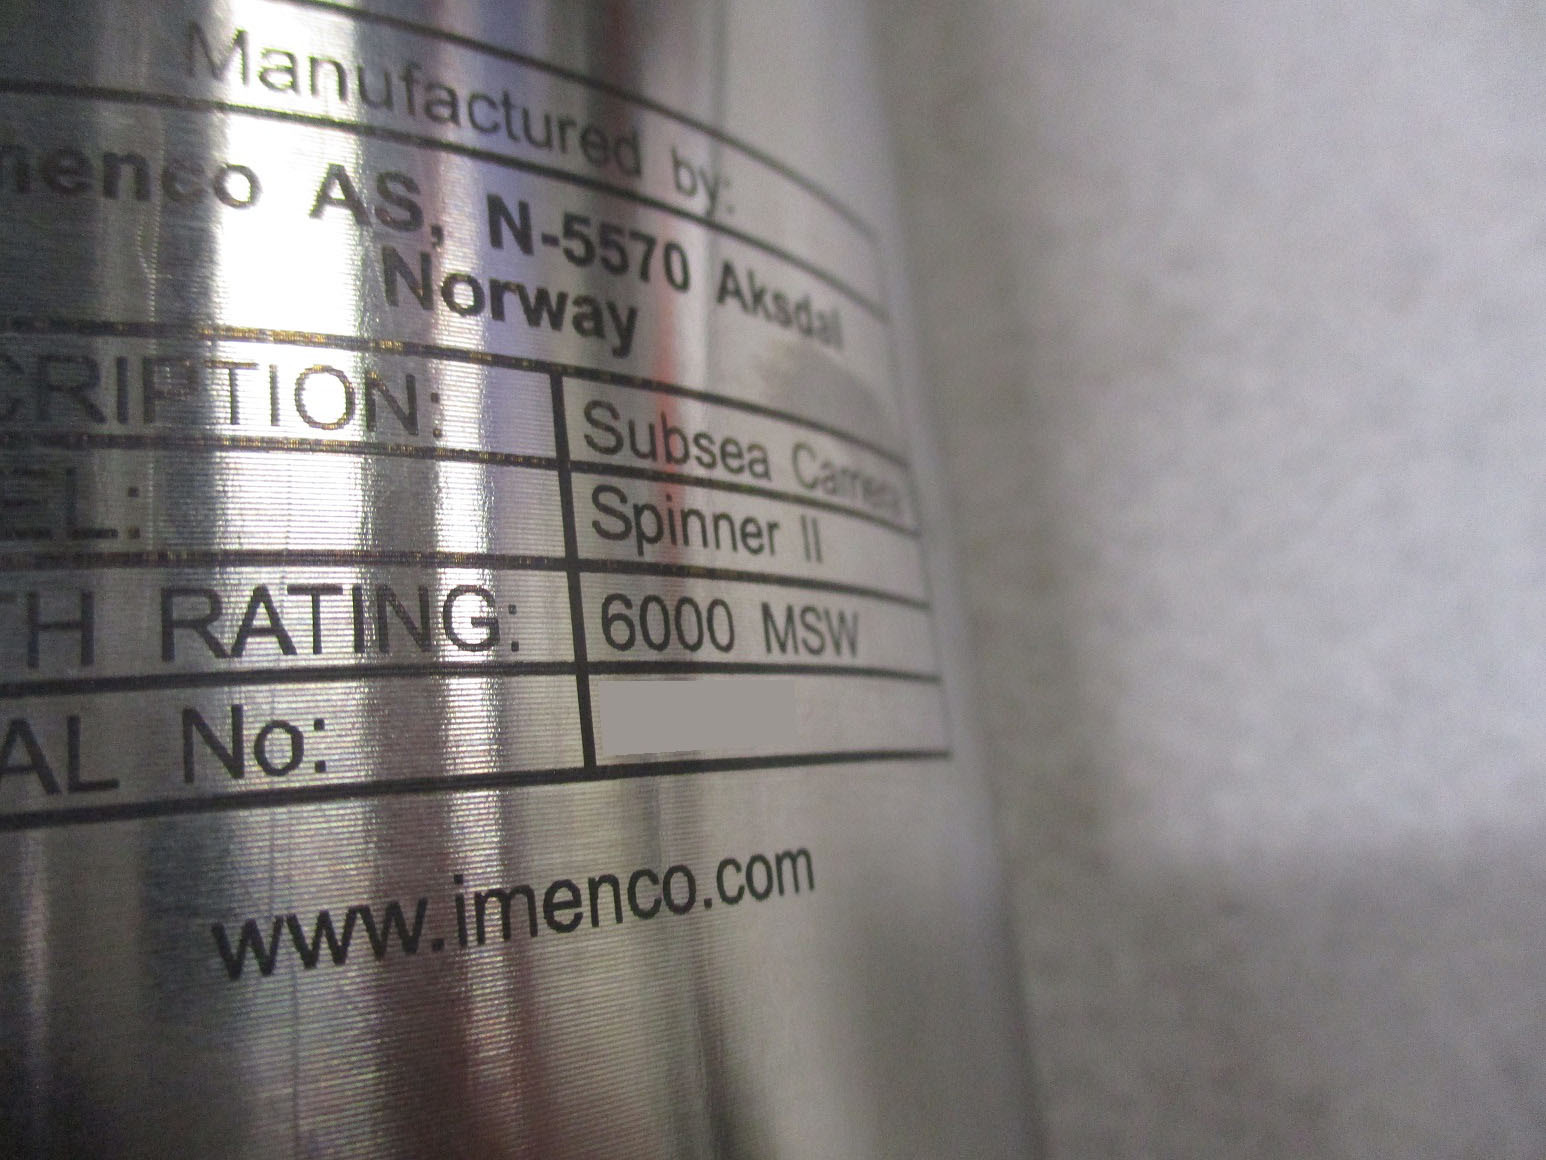 Manufactured by:
menco AS, N-5570 Aksdal
Norway
CRIPTION: Subsea Camera
EL: Spinner II
TH RATING: 6000 MSW
AL No:
www.imenco.com